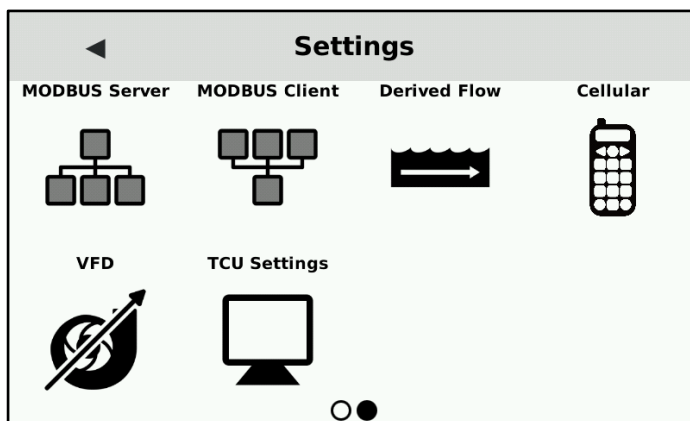 Settings
MODBUS Server MODBUS Client Derived Flow Cellular
VFD TCU Settings